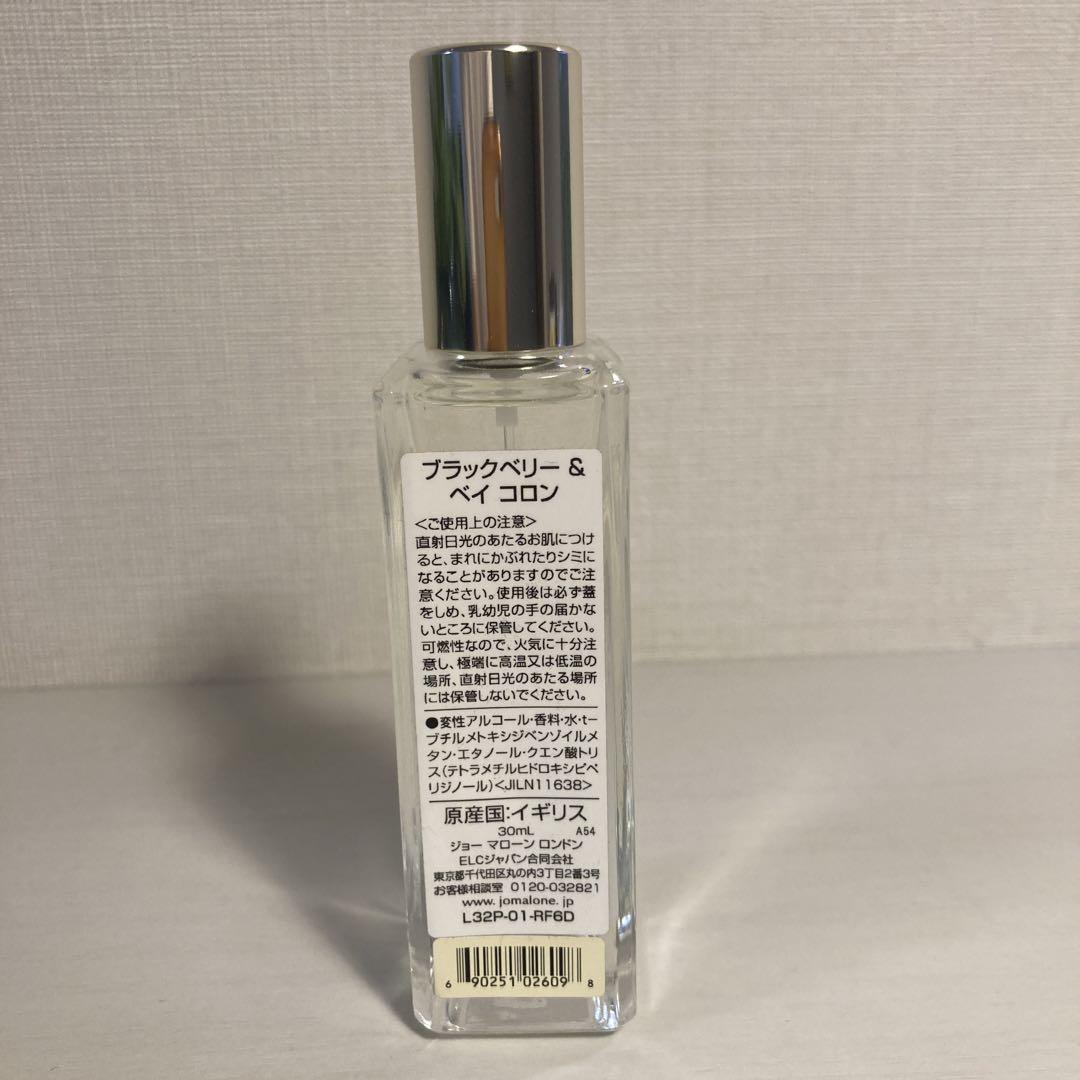 ブラックベリー &
ベイ コロン
<ご使用上の注意>
直射日光のあたるお肌につけ
ると、まれにかぶれたりシミに
なることがありますのでご注
意ください。使用後は必ず蓋
をしめ、乳幼児の手の届かな
いところに保管してください。
可燃性なので、火気に十分注
意し、極端に高温又は低温の
場所、直射日光のあたる場所
には保管しないでください。
●変性アルコール・香料・水・t-
ブチルメトキシジベンゾイルメ
タン・エタノール・クエン酸トリ
ス(テトラメチルヒドロキシピペ
リジノール)<JILN11638>
原産国:イギリス
30mL A54
ジョー マローン ロンドン
ELCジャパン合同会社
東京都千代田区丸の内3丁目2番3号
お客様相談室 0120-032821
www.jomalone.jp
L32P-01-RF6D
6 90251 02609 8